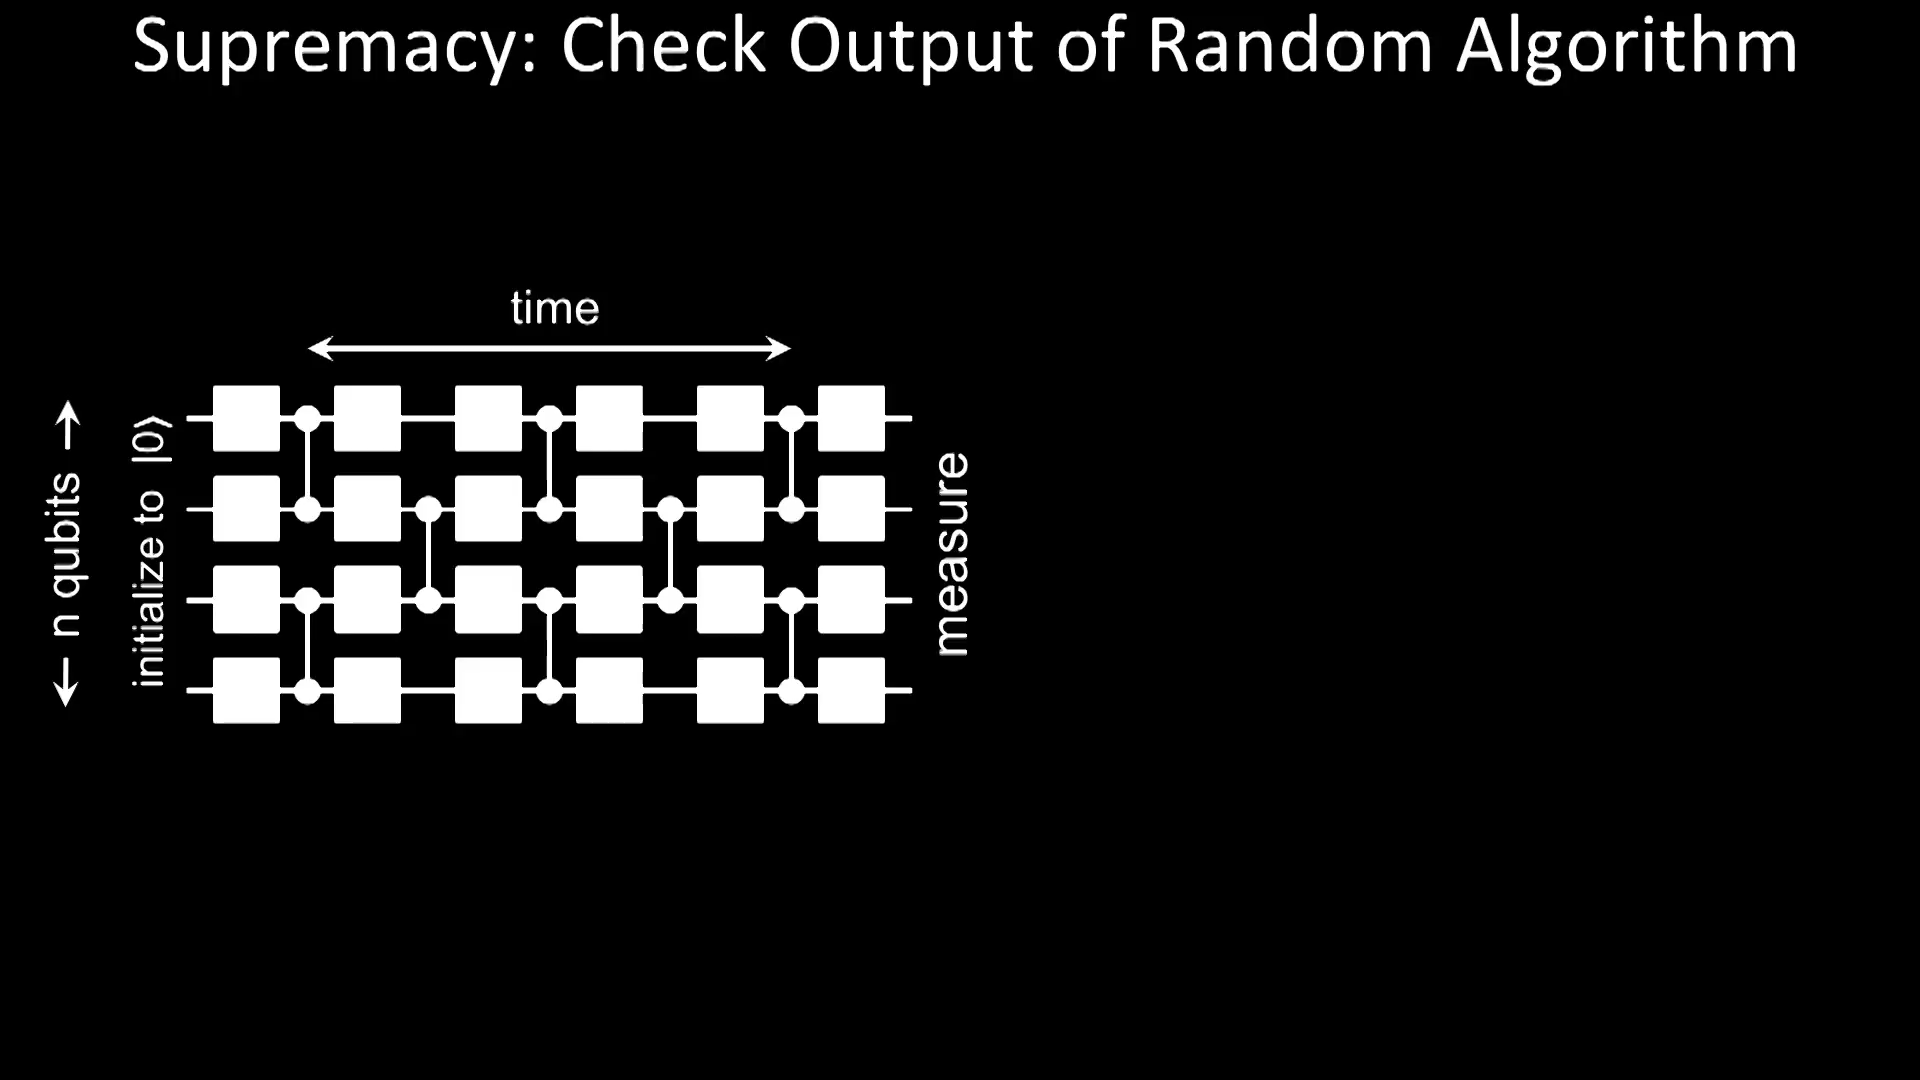 Supremacy: Check Output of Random Algorithm
time
n qubits
initialize to |0⟩
measure